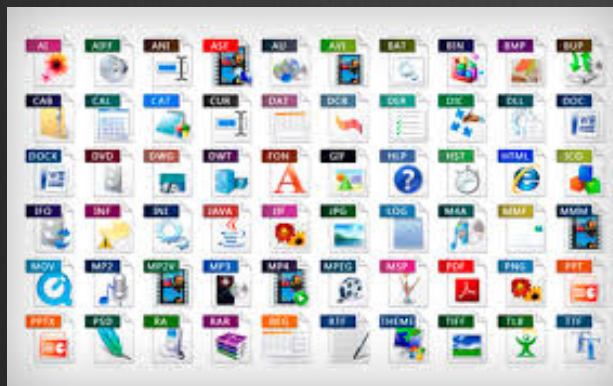 AI AIFF ANI ASF AU AVI BAT BIN BMP BUP
CAB CAL CAT CUR DAT DCR DER DIC DLL DOC
DOCX DVD DWG DWT FON GIF HLP HST HTML ICO
IFO INF INI JAVA JIF JPG LOG M4A MMF MMM
MOV MP2 MP2V MP3 MP4 MPEG MSP PDF PNG PPT
PPTX PSD RA RAR REG RTF THEME TIFF TLB TTF